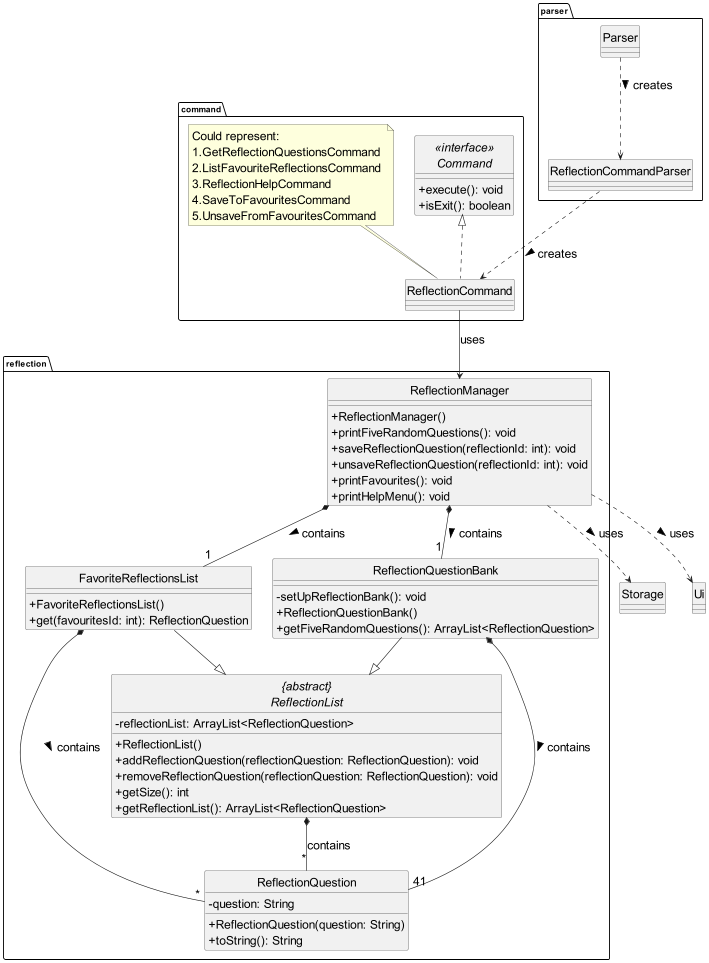 parser
Parser
creates
ReflectionCommandParser
command
Could represent:
1.GetReflectionQuestionsCommand
2.ListFavouriteReflectionsCommand
3.ReflectionHelpCommand
4.SaveToFavouritesCommand
5.UnsaveFromFavouritesCommand
«interface»
Command
+execute(): void
+isExit(): boolean
creates
ReflectionCommand
uses
reflection
ReflectionManager
+ReflectionManager()
+printFiveRandomQuestions(): void
+saveReflectionQuestion(reflectionId: int): void
+unsaveReflectionQuestion(reflectionId: int): void
+printFavourites(): void
+printHelpMenu(): void
contains
1
contains
1
uses
uses
FavoriteReflectionsList
+FavoriteReflectionsList()
+get(favouritesId: int): ReflectionQuestion
ReflectionQuestionBank
-setUpReflectionBank(): void
+ReflectionQuestionBank()
+getFiveRandomQuestions(): ArrayList<ReflectionQuestion>
Storage
Ui
{abstract}
ReflectionList
-reflectionList: ArrayList<ReflectionQuestion>
+ReflectionList()
+addReflectionQuestion(reflectionQuestion: ReflectionQuestion): void
+removeReflectionQuestion(reflectionQuestion: ReflectionQuestion): void
+getSize(): int
+getReflectionList(): ArrayList<ReflectionQuestion>
contains
contains
contains
*
*
41
ReflectionQuestion
-question: String
+ReflectionQuestion(question: String)
+toString(): String